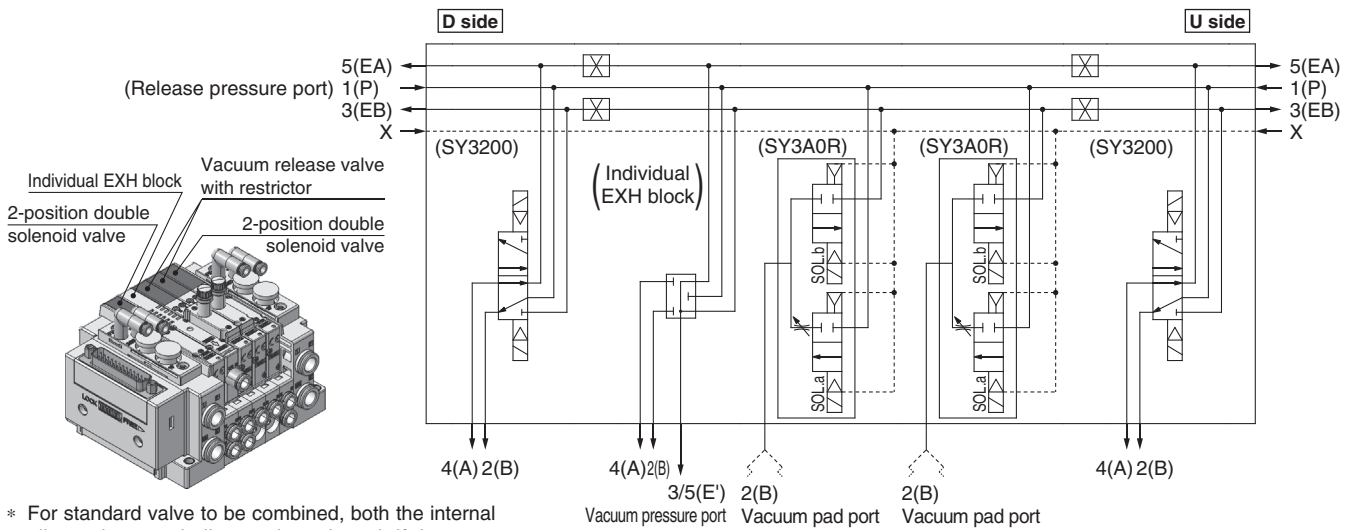 D side
U side
5(EA)
(Release pressure port) 1(P)
3(EB)
X
5(EA)
1(P)
3(EB)
X
(SY3200)
(Individual
EXH block)
(SY3A0R)
(SY3A0R)
(SY3200)
Individual EXH block
Vacuum release valve
with restrictor
2-position double
solenoid valve
2-position double
solenoid valve
SOL.b
SOL.a
SOL.b
SOL.a
LOCK
FREE
4(A) 2(B)
4(A)2(B)
3/5(E')
Vacuum pressure port
2(B)
Vacuum pad port
2(B)
Vacuum pad port
4(A) 2(B)
* For standard valve to be combined, both the internal